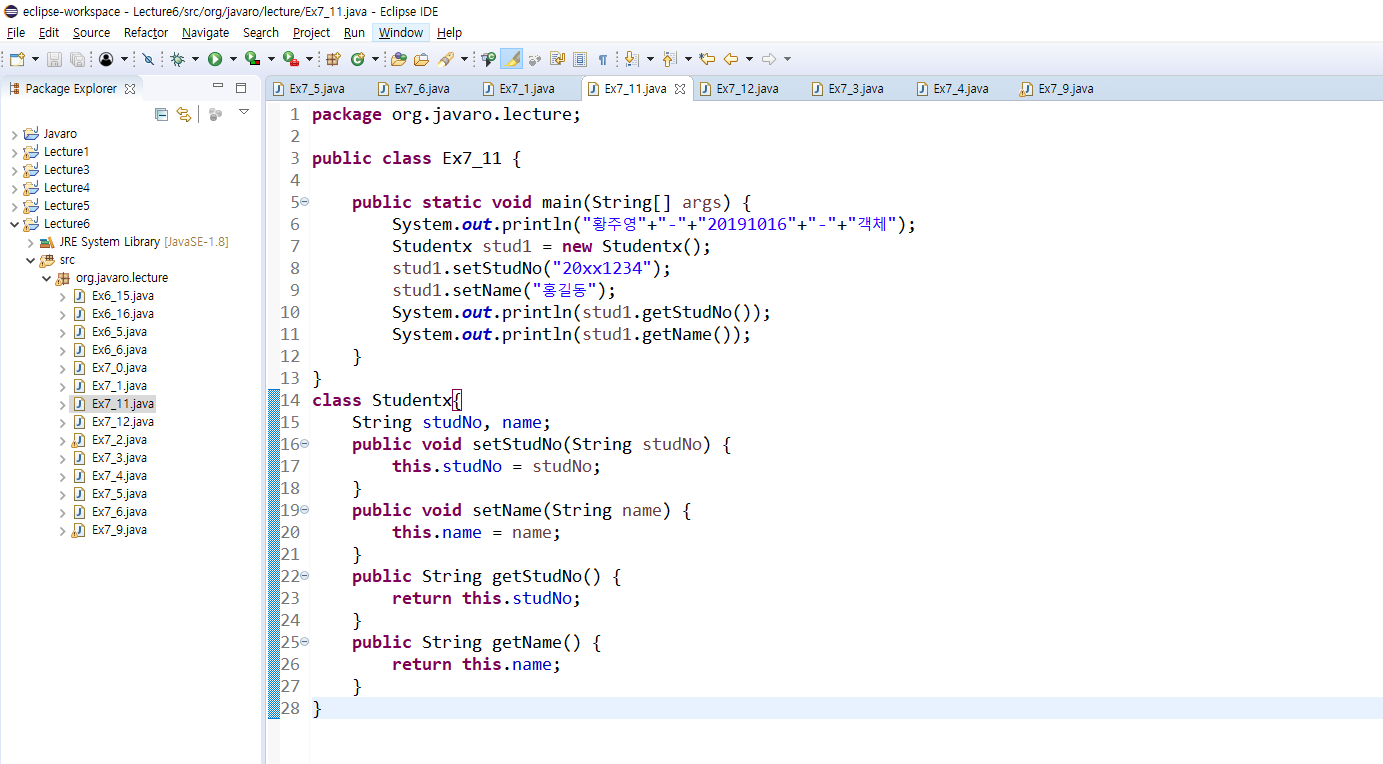 eclipse-workspace - Lecture6/src/org/javaro/lecture/Ex7_11.java - Eclipse IDE
File Edit Source Refactor Navigate Search Project Run Window Help
Package Explorer
Ex7_5.java Ex7_6.java Ex7_1.java Ex7_11.java Ex7_12.java Ex7_3.java Ex7_4.java Ex7_9.java
Javaro
Lecture1
Lecture3
Lecture4
Lecture5
Lecture6
JRE System Library [JavaSE-1.8]
src
org.javaro.lecture
Ex6_15.java
Ex6_16.java
Ex6_5.java
Ex6_6.java
Ex7_0.java
Ex7_1.java
Ex7_11.java
Ex7_12.java
Ex7_2.java
Ex7_3.java
Ex7_4.java
Ex7_5.java
Ex7_6.java
Ex7_9.java
1 package org.javaro.lecture;
2
3 public class Ex7_11 {
4
5     public static void main(String[] args) {
6         System.out.println("황주영"+"-"+"20191016"+"-"+"객체");
7         Studentx stud1 = new Studentx();
8         stud1.setStudNo("20xx1234");
9         stud1.setName("홍길동");
10         System.out.println(stud1.getStudNo());
11         System.out.println(stud1.getName());
12     }
13 }
14 class Studentx{
15     String studNo, name;
16     public void setStudNo(String studNo) {
17         this.studNo = studNo;
18     }
19     public void setName(String name) {
20         this.name = name;
21     }
22     public String getStudNo() {
23         return this.studNo;
24     }
25     public String getName() {
26         return this.name;
27     }
28 }